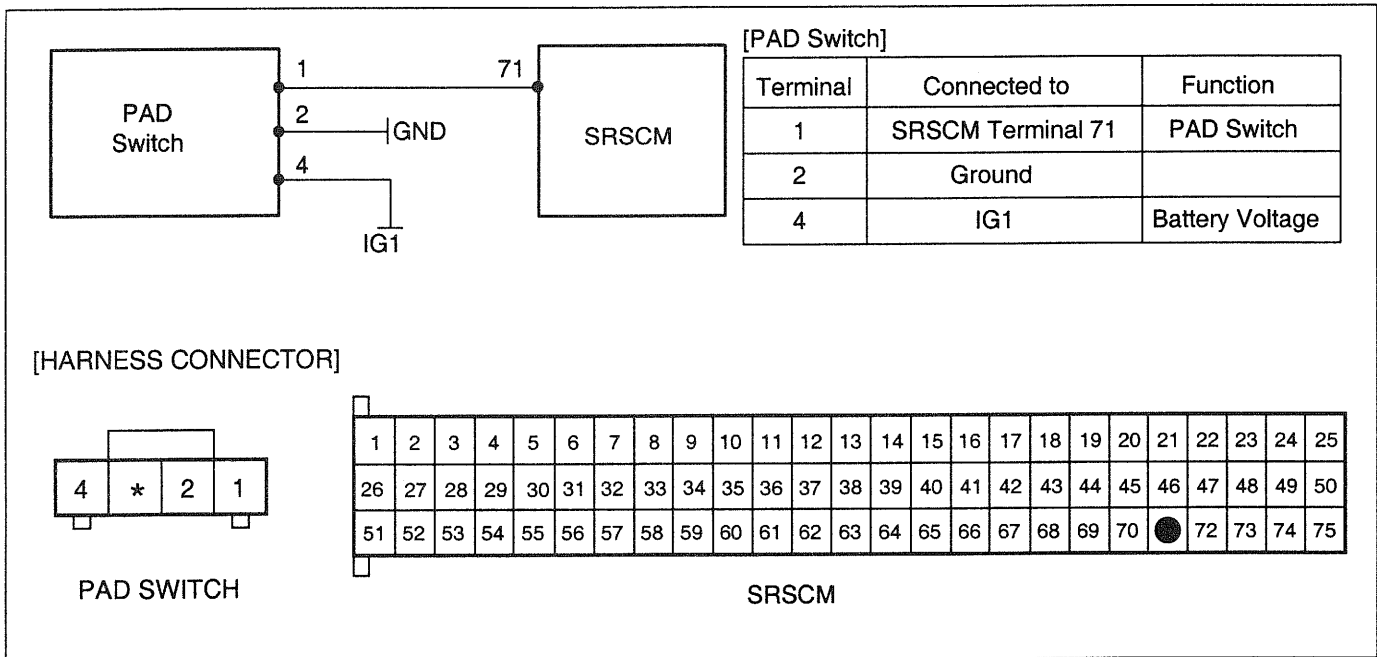 PAD
Switch
1
2
4
GND
IG1
71
SRSCM
[PAD Switch]
Terminal Connected to Function
1 SRSCM Terminal 71 PAD Switch
2 Ground
4 IG1 Battery Voltage
[HARNESS CONNECTOR]
4 * 2 1
PAD SWITCH
1 2 3 4 5 6 7 8 9 10 11 12 13 14 15 16 17 18 19 20 21 22 23 24 25
26 27 28 29 30 31 32 33 34 35 36 37 38 39 40 41 42 43 44 45 46 47 48 49 50
51 52 53 54 55 56 57 58 59 60 61 62 63 64 65 66 67 68 69 70 72 73 74 75
SRSCM